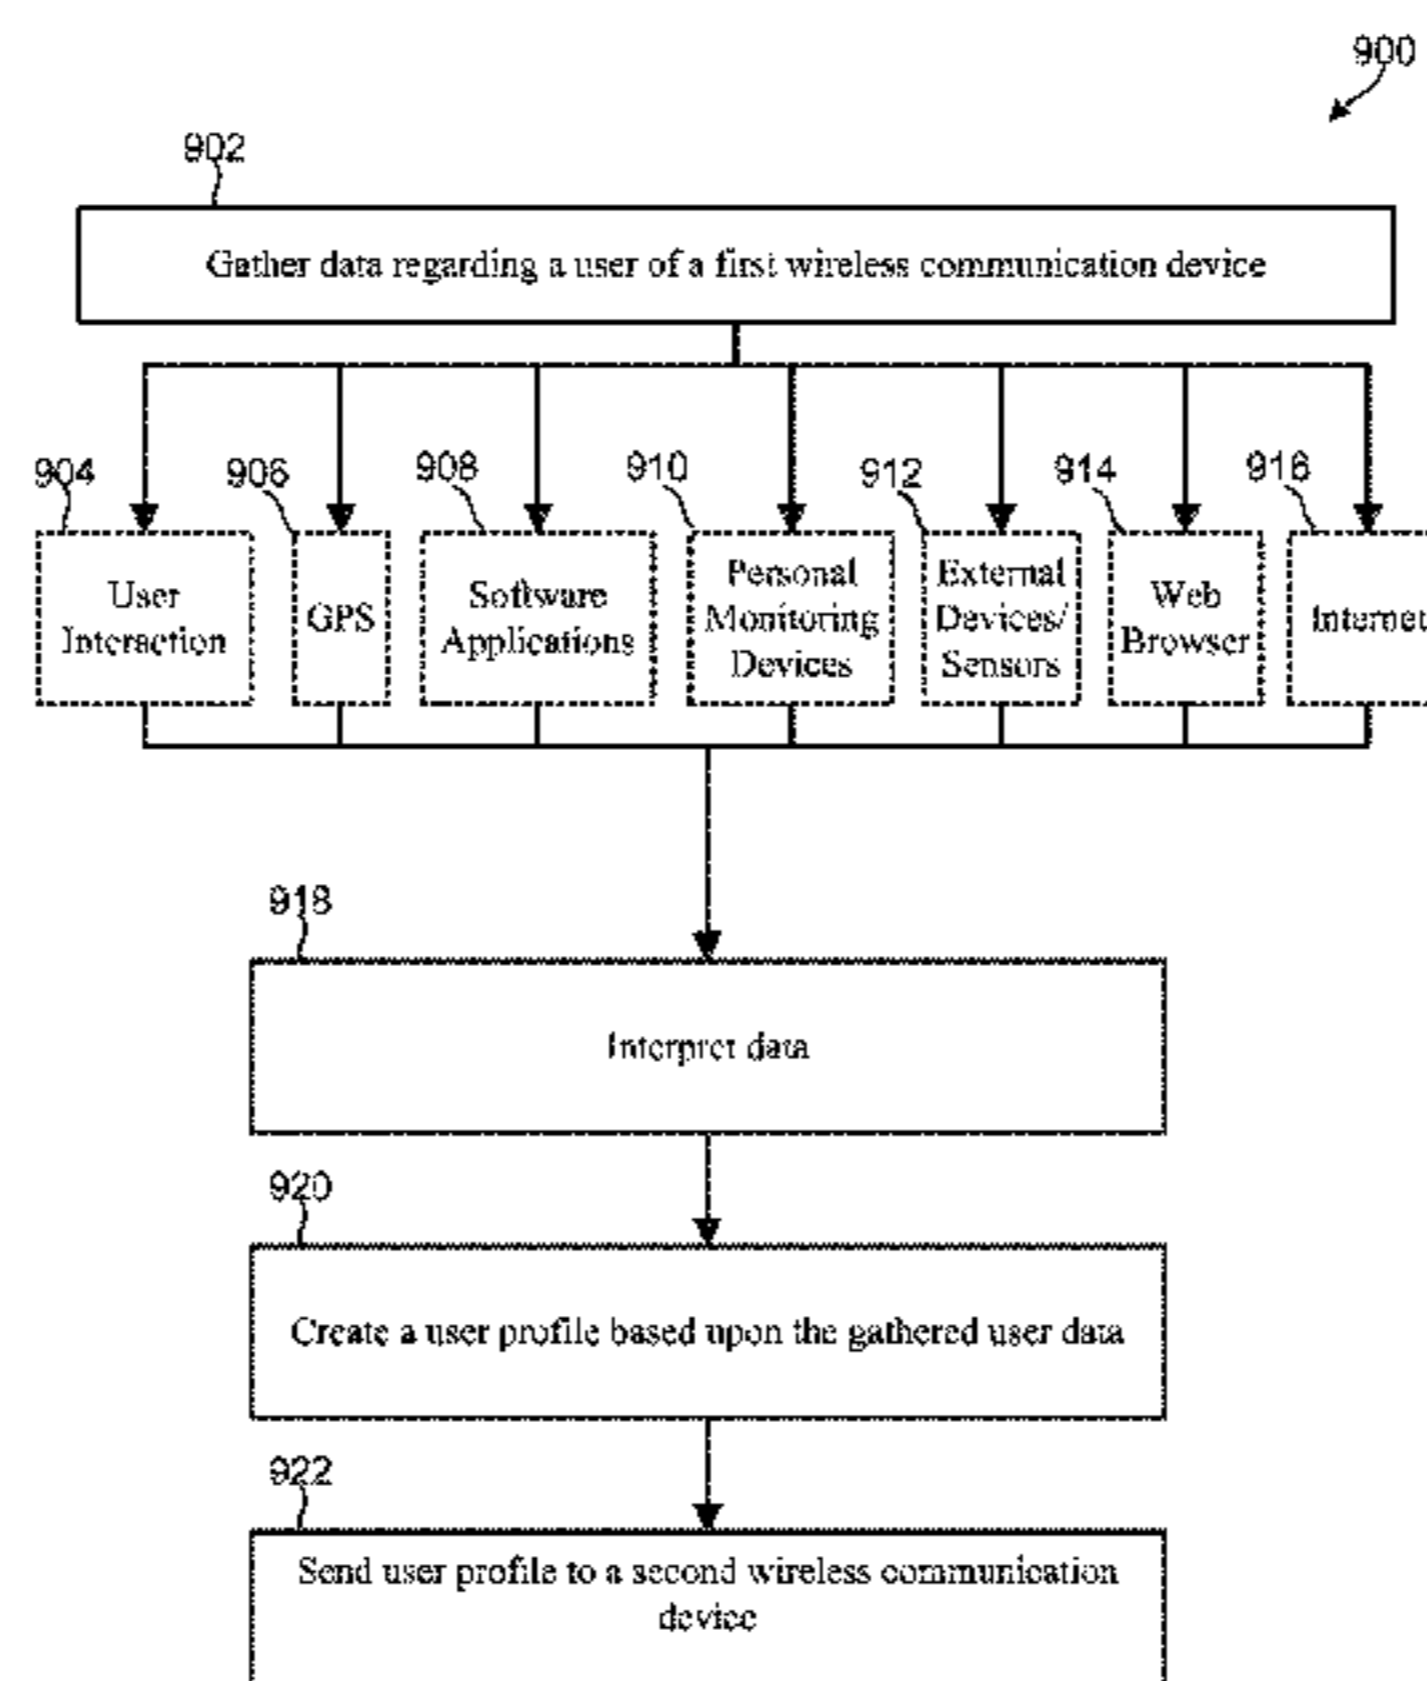 900
902
Gather data regarding a user of a first wireless communication device
904
906
908
910
912
914
916
User
Interaction
GPS
Software
Applications
Personal
Monitoring
Devices
External
Devices/
Sensors
Web
Browser
Internet
918
Interpret data
920
Create a user profile based upon the gathered user data
922
Send user profile to a second wireless communication
device